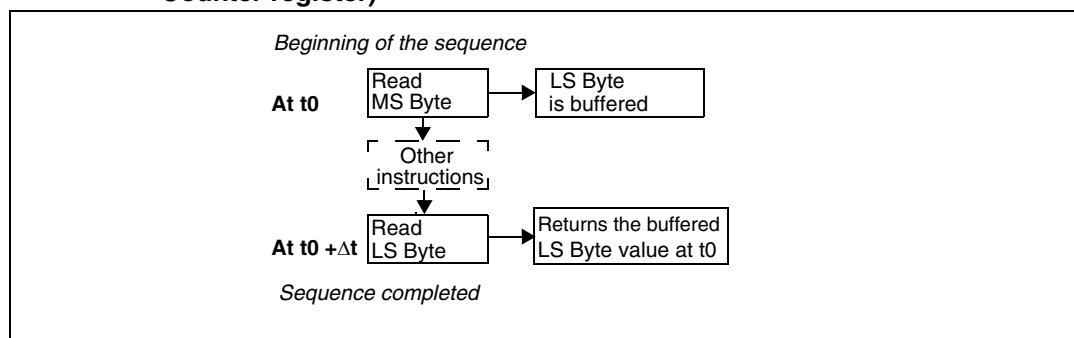 Counter register)
Beginning of the sequence
At t0
Read
MS Byte
LS Byte
is buffered
Other
instructions
At t0 +Δt
Read
LS Byte
Returns the buffered
LS Byte value at t0
Sequence completed